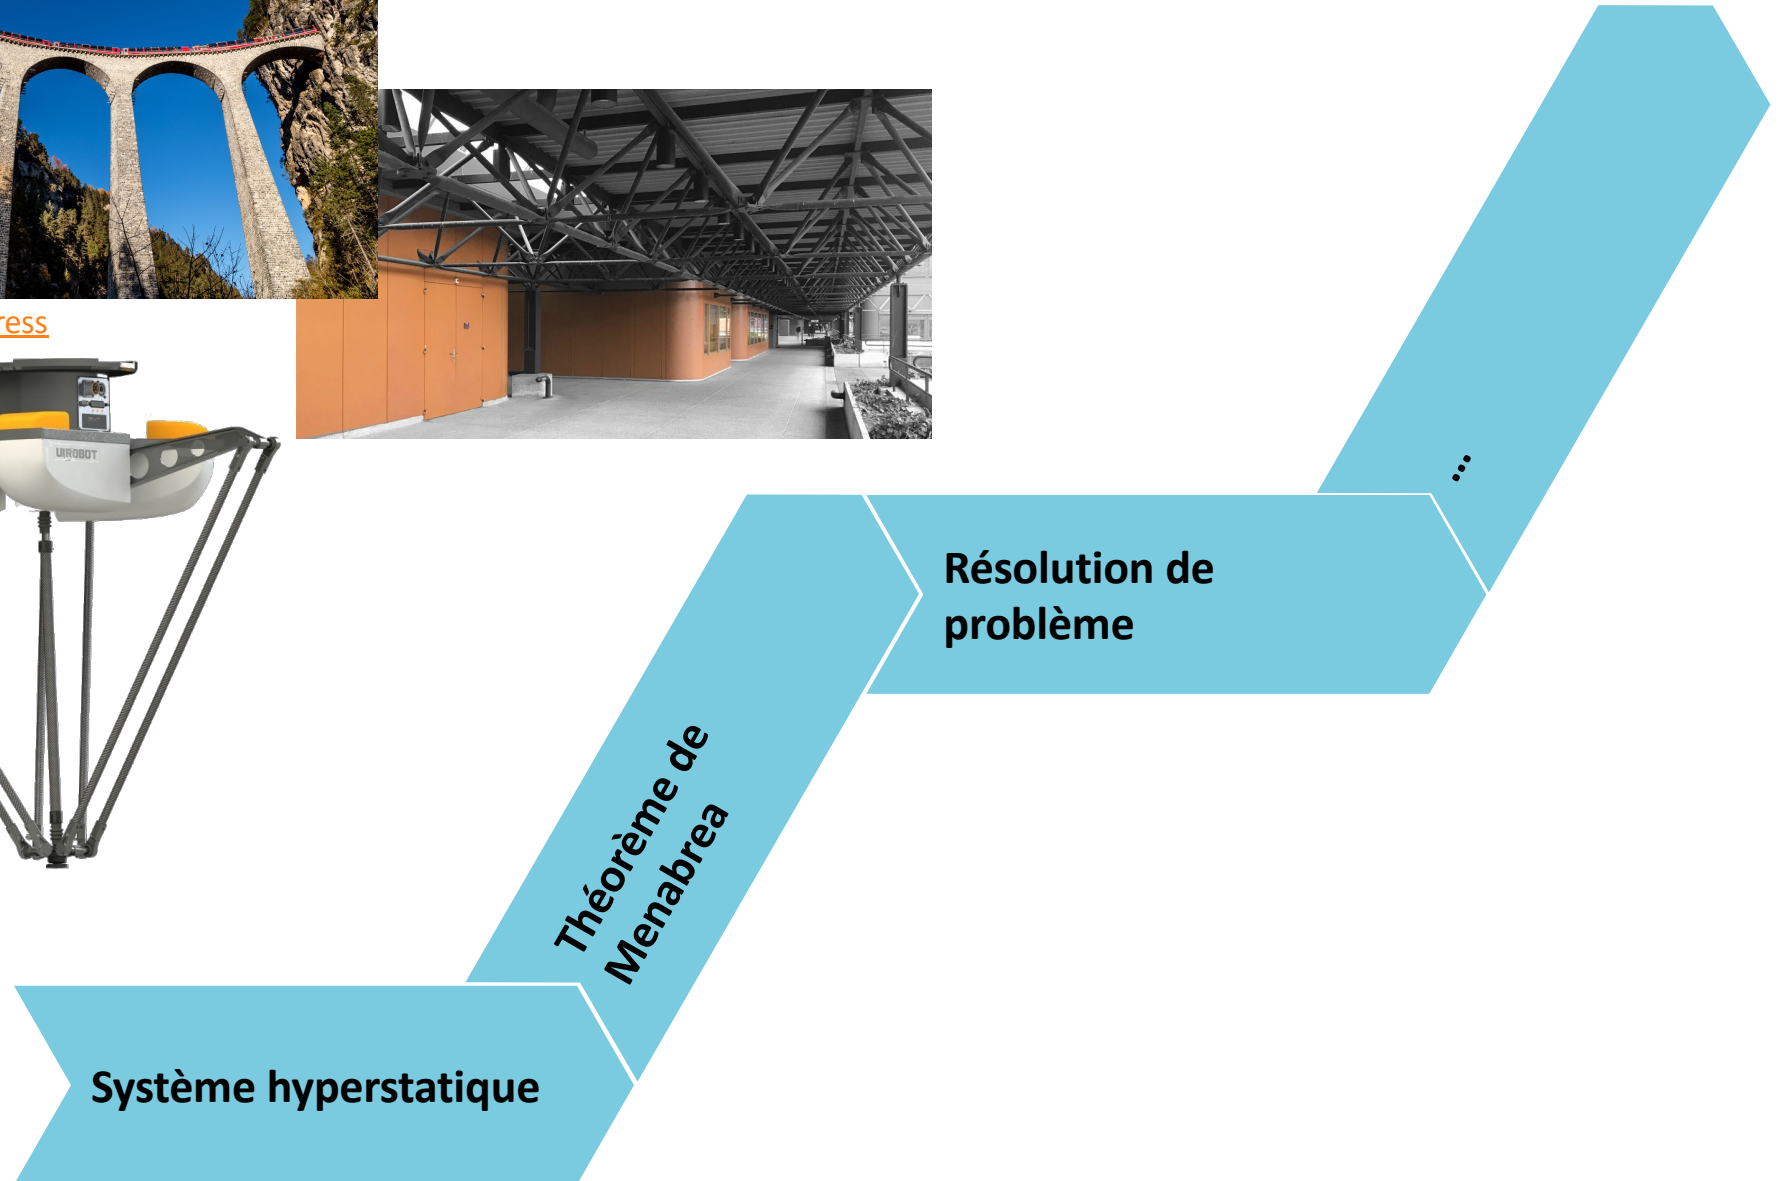 ress
UIROBOT
...
Résolution de
problème
Théorème de
Menabrea
Système hyperstatique